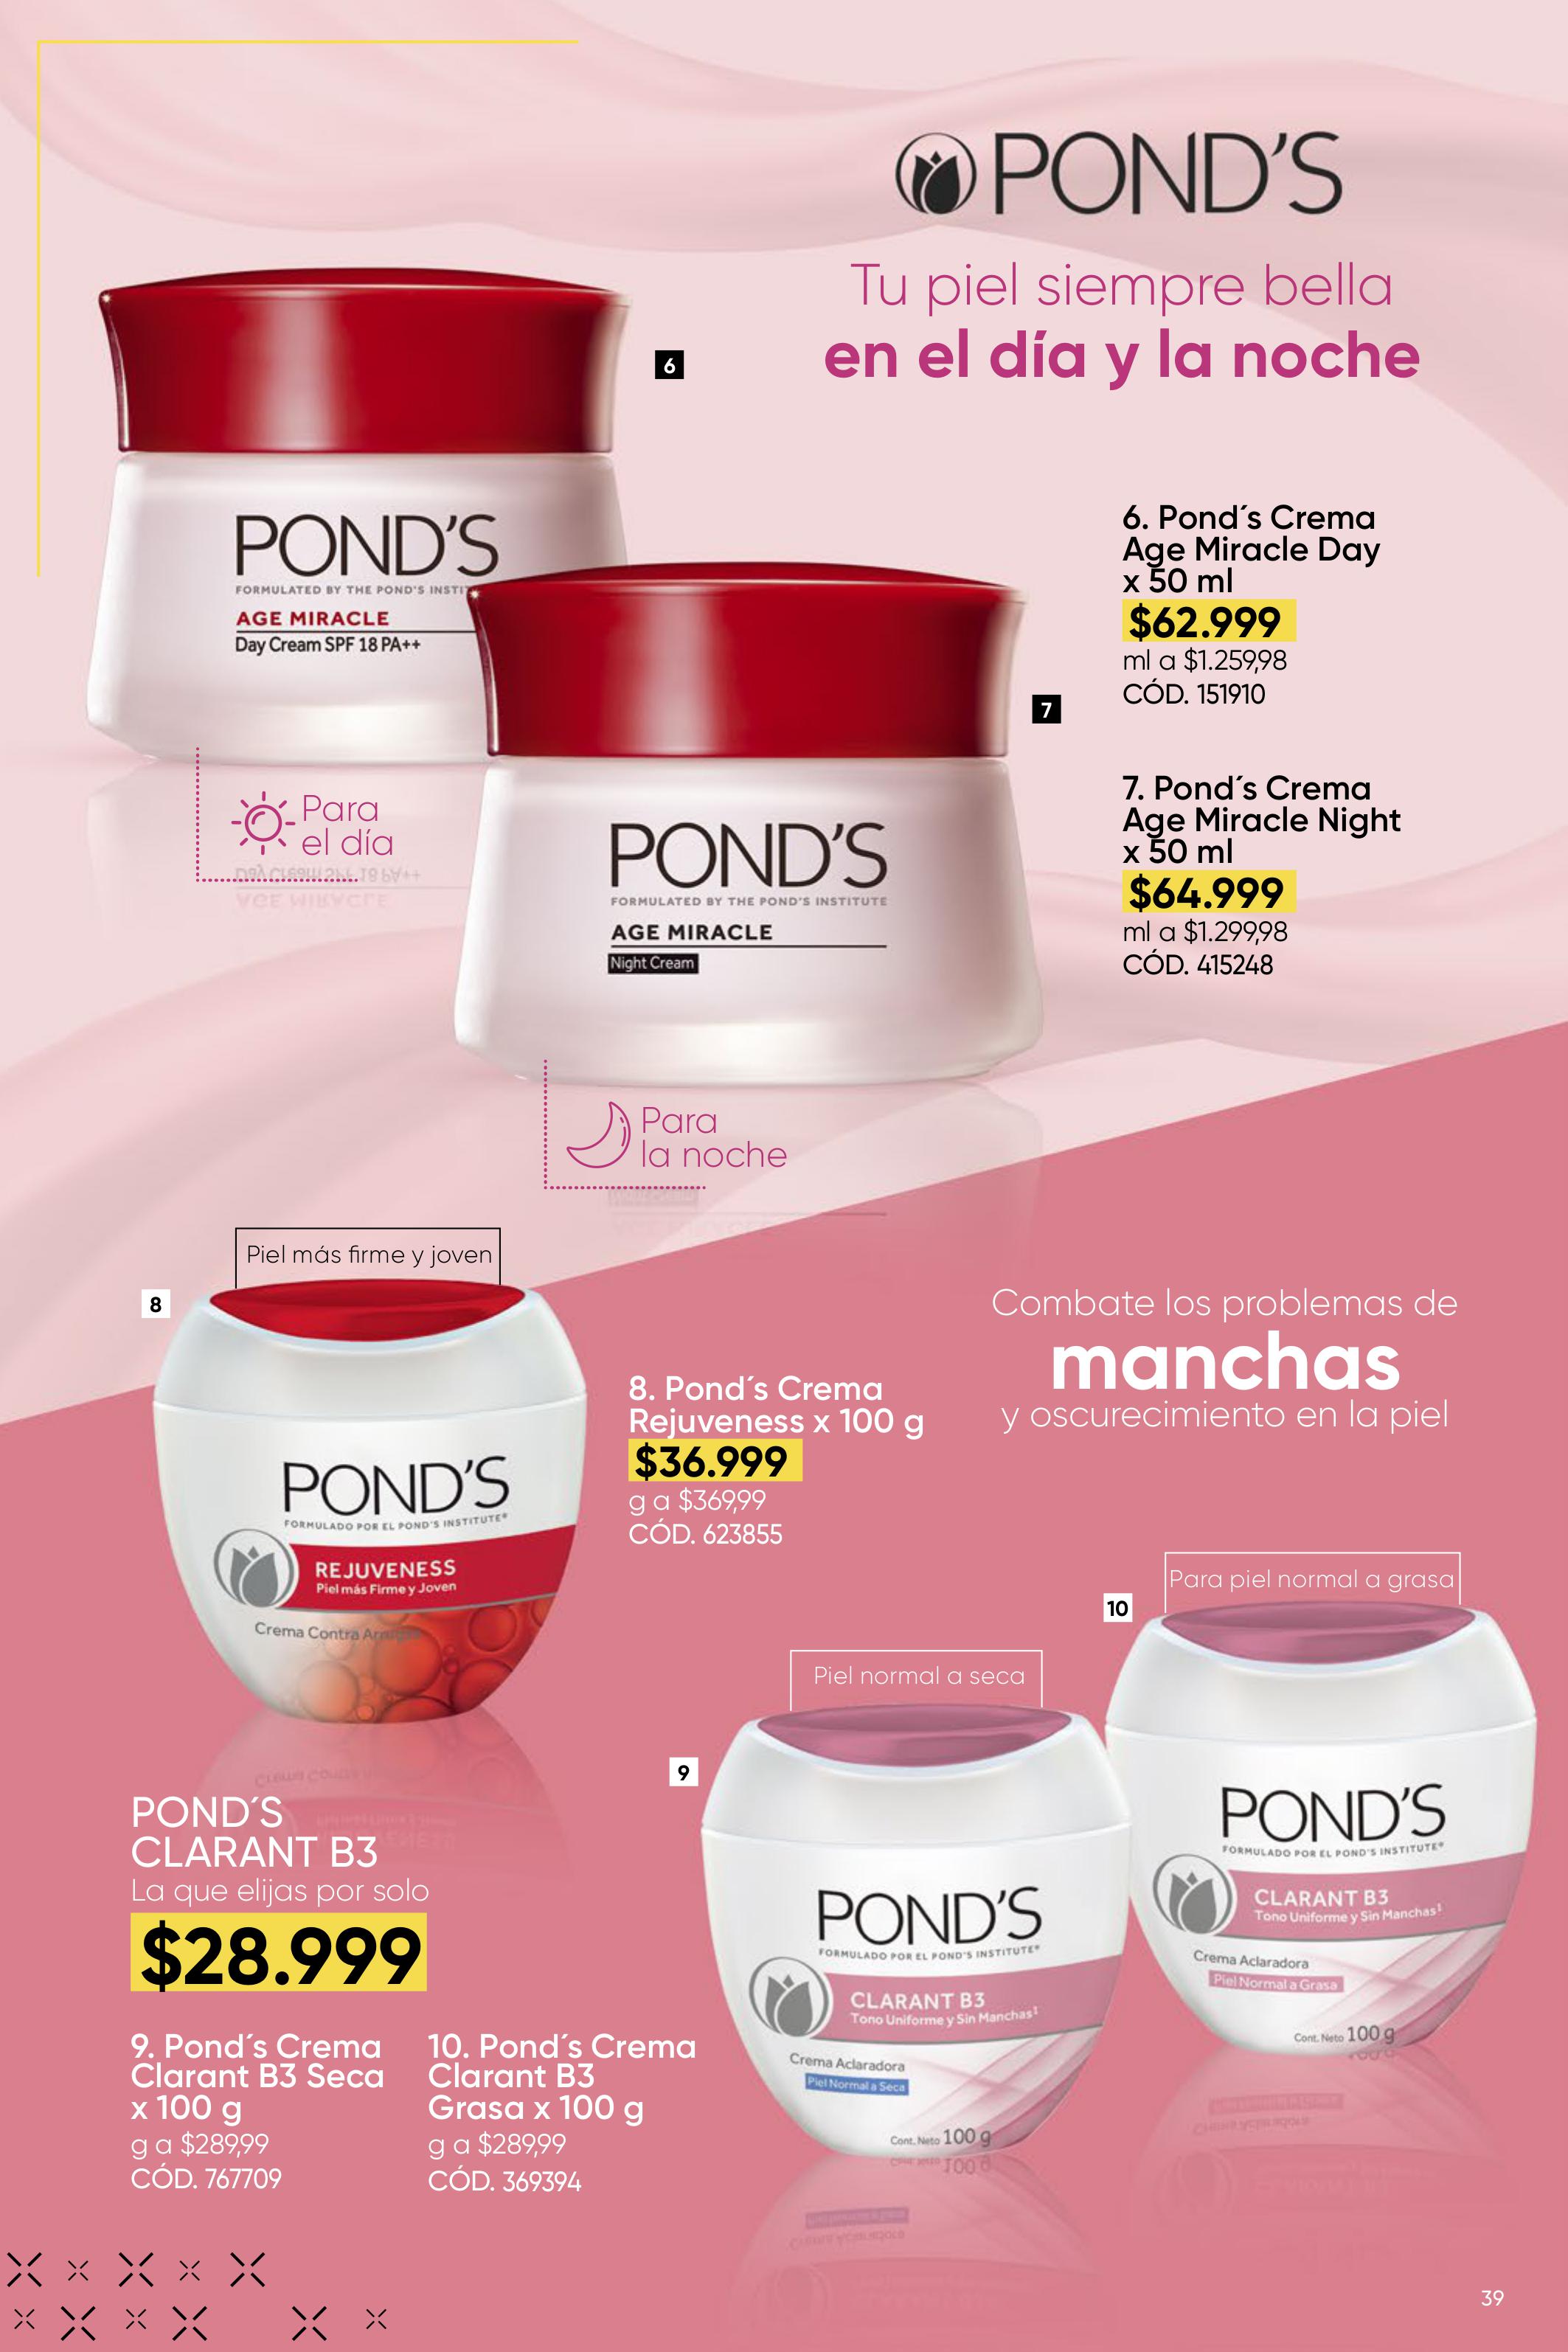 POND'S
Tu piel siempre bella
en el día y la noche
6
POND'S
FORMULATED BY THE POND'S
AGE MIRACLE
Day Cream SPF 18 PA++
Para
el día
6. Pond´s Crema
Age Miracle Day
x 50 ml
$62.999
ml a $1.259,98
CÓD. 151910
7
POND'S
FORMULATED BY THE POND'S INSTITUTE
AGE MIRACLE
Night Cream
Para
la noche
7. Pond´s Crema
Age Miracle Night
x 50 ml
$64.999
ml a $1.299,98
CÓD. 415248
Piel más firme y joven
8
POND'S
FORMULADO POR EL POND'S INSTITUTE®
REJUVENESS
Piel más Firme y Joven
Crema Contra Arrugas
8. Pond´s Crema
Rejuveness x 100 g
$36.999
g a $369,99
CÓD. 623855
Combate los problemas de
manchas
y oscurecimiento en la piel
Para piel normal a grasa
10
POND'S
FORMULADO POR EL POND'S INSTITUTE®
CLARANT B3
Tono Uniforme y Sin Manchas¹
Crema Aclaradora
Piel Normal a Grasa
Cont. Neto 100 g
Piel normal a seca
9
POND'S
FORMULADO POR EL POND'S INSTITUTE®
CLARANT B3
Tono Uniforme y Sin Manchas¹
Crema Aclaradora
Piel Normal a Seca
Cont. Neto 100 g
POND´S
CLARANT B3
La que elijas por solo
$28.999
9. Pond´s Crema
Clarant B3 Seca
x 100 g
g a $289,99
CÓD. 767709
10. Pond´s Crema
Clarant B3
Grasa x 100 g
g a $289,99
CÓD. 369394
39